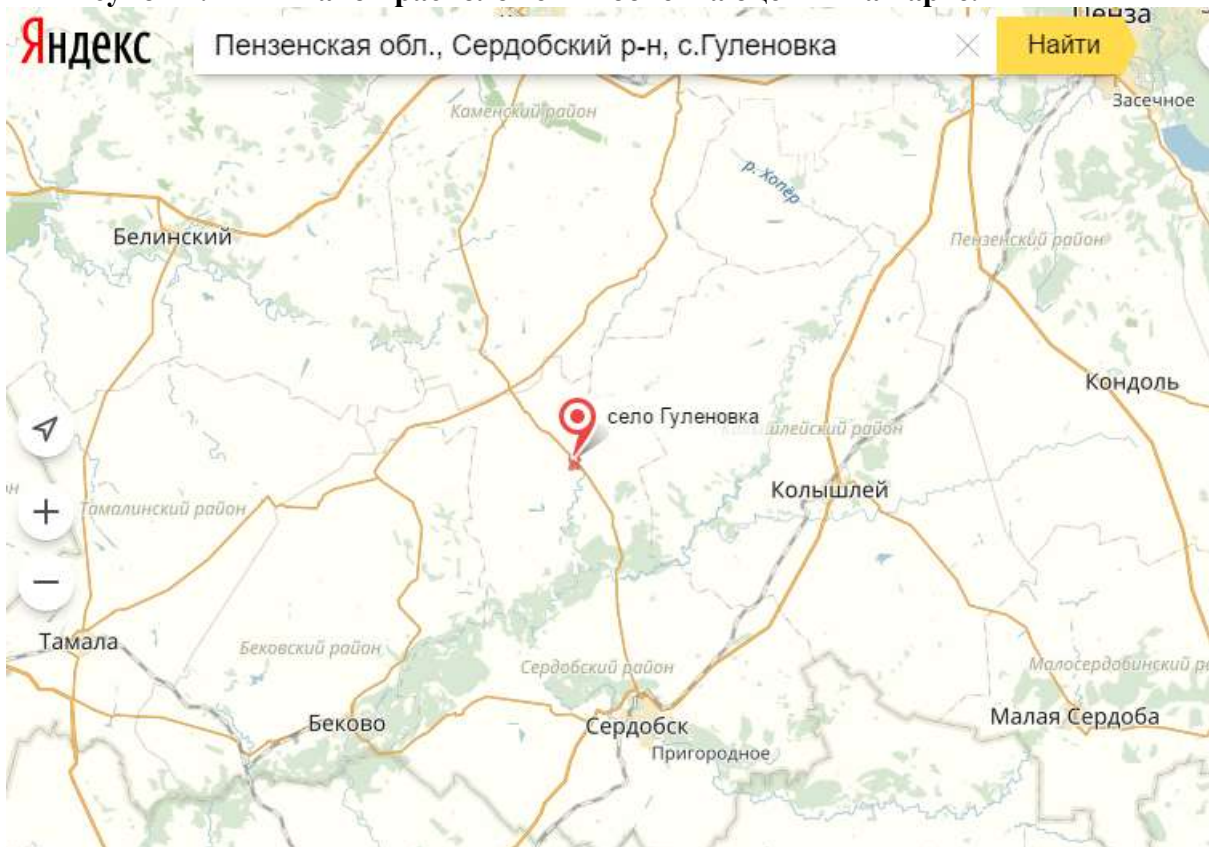 Пенза
Яндекс
Пензенская обл., Сердобский р-н, с.Гуленовка
Найти
Засечное
Каменский район
р. Хопёр
Белинский
Пензенский район
Кондоль
село Гуленовка
Колышлей
Тамалинский район
Тамала
Бековский район
Сердобский район
Беково
Сердобск
Малая Сердоба
Пригородное